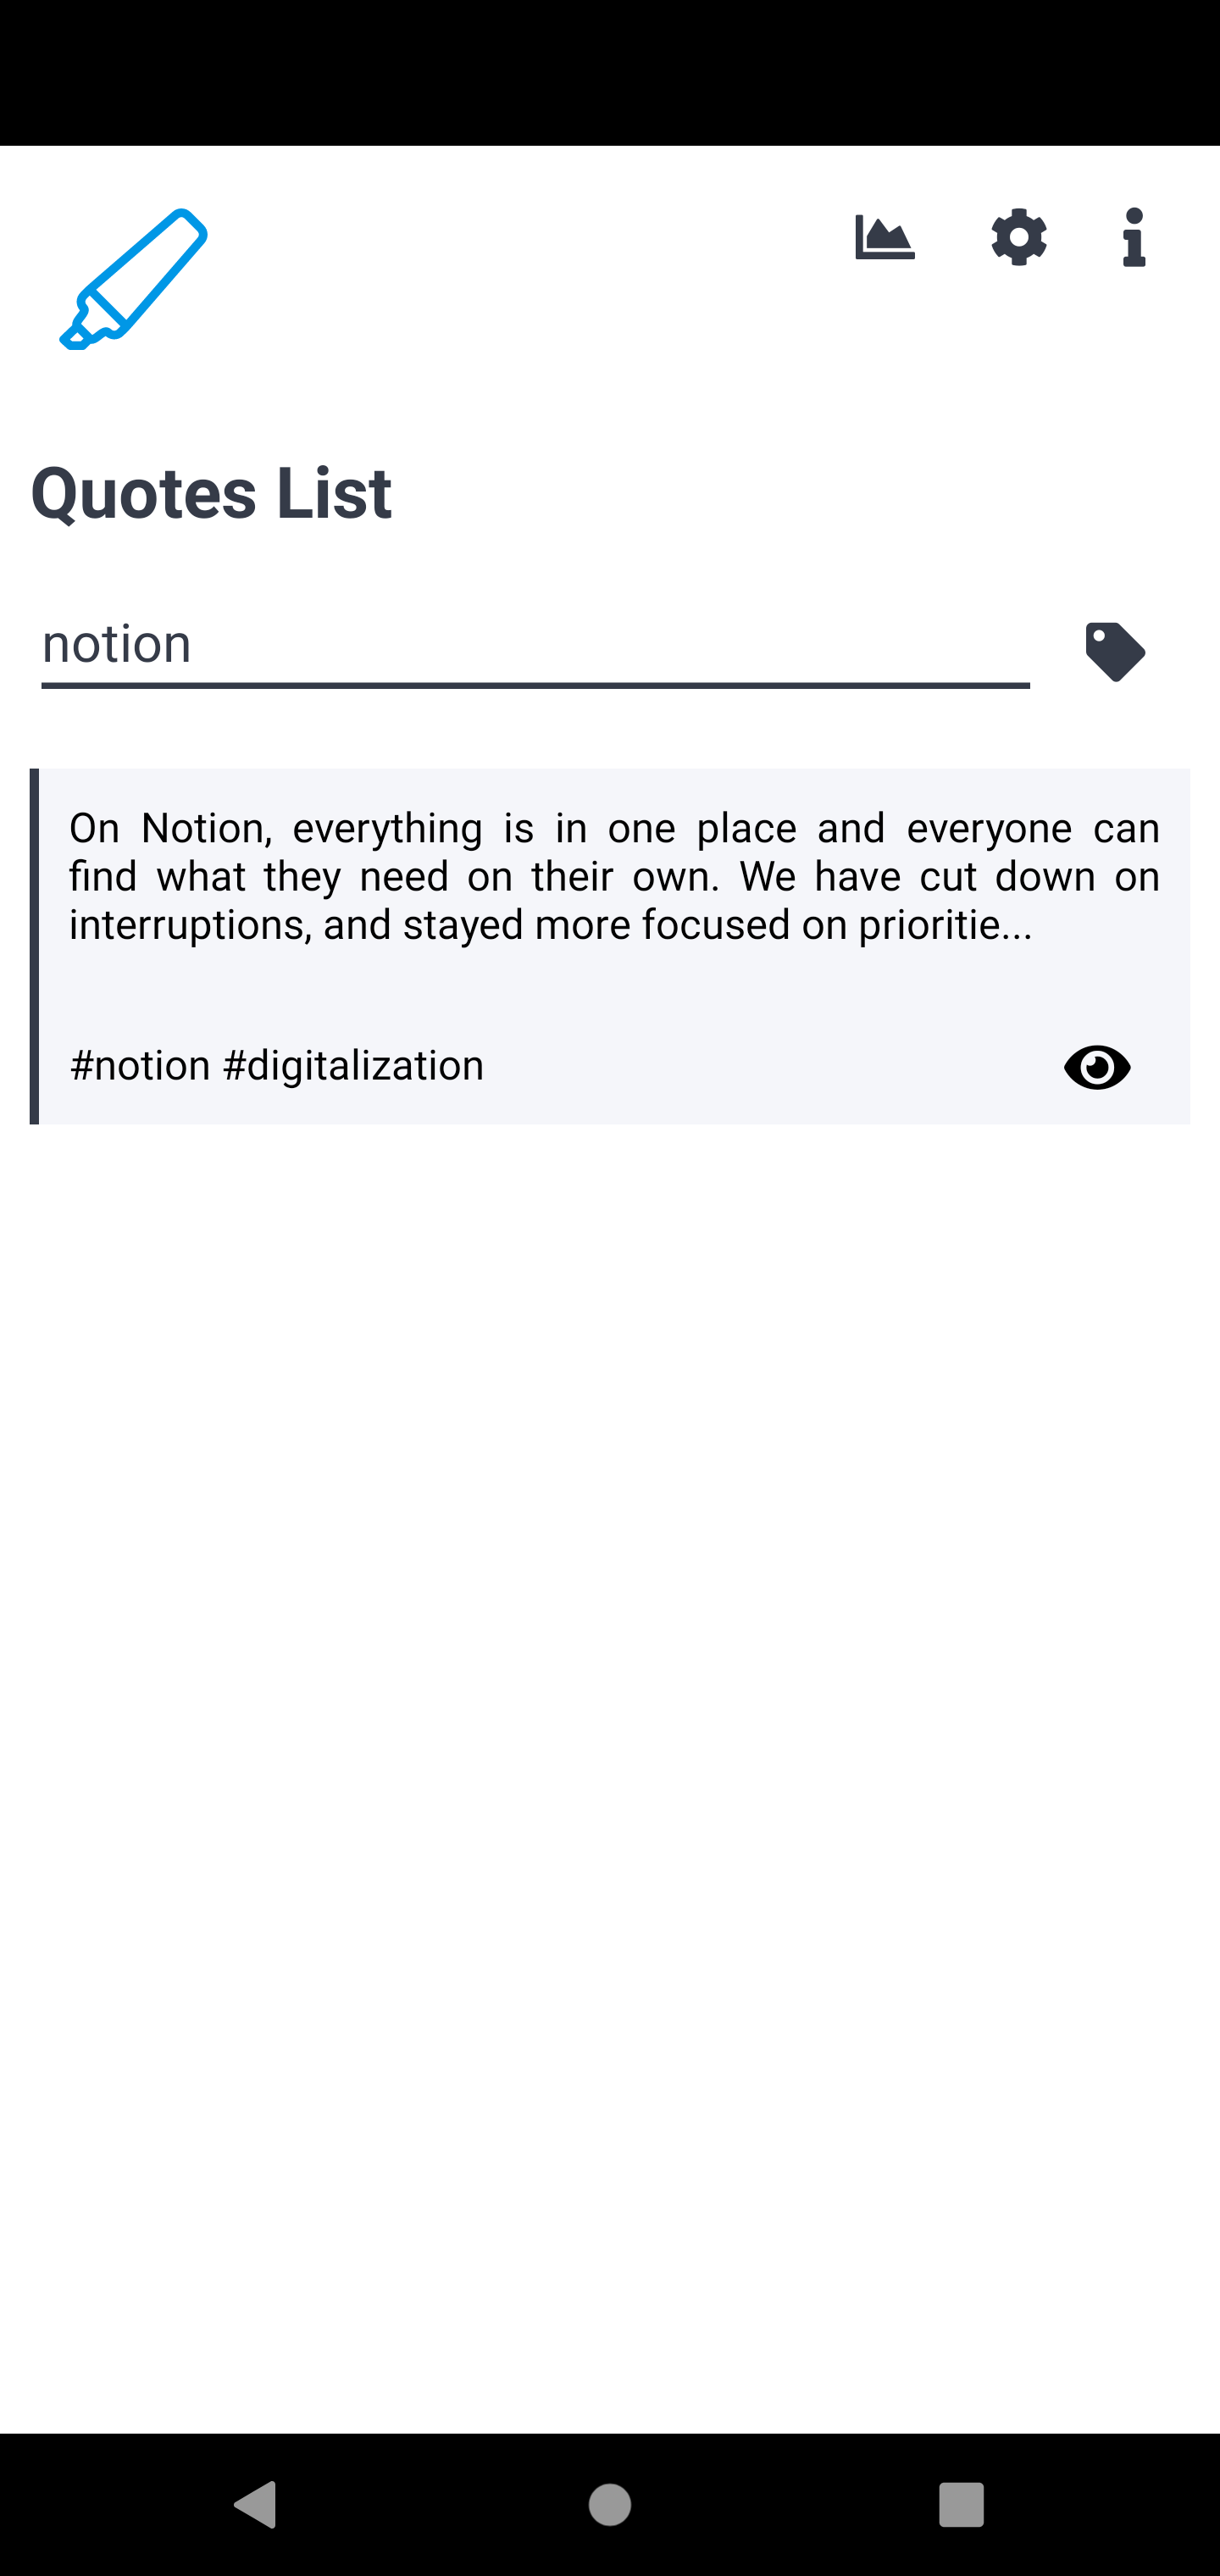 Quotes List
notion
On Notion, everything is in one place and everyone can
find what they need on their own. We have cut down on
interruptions, and stayed more focused on prioritie...
#notion #digitalization